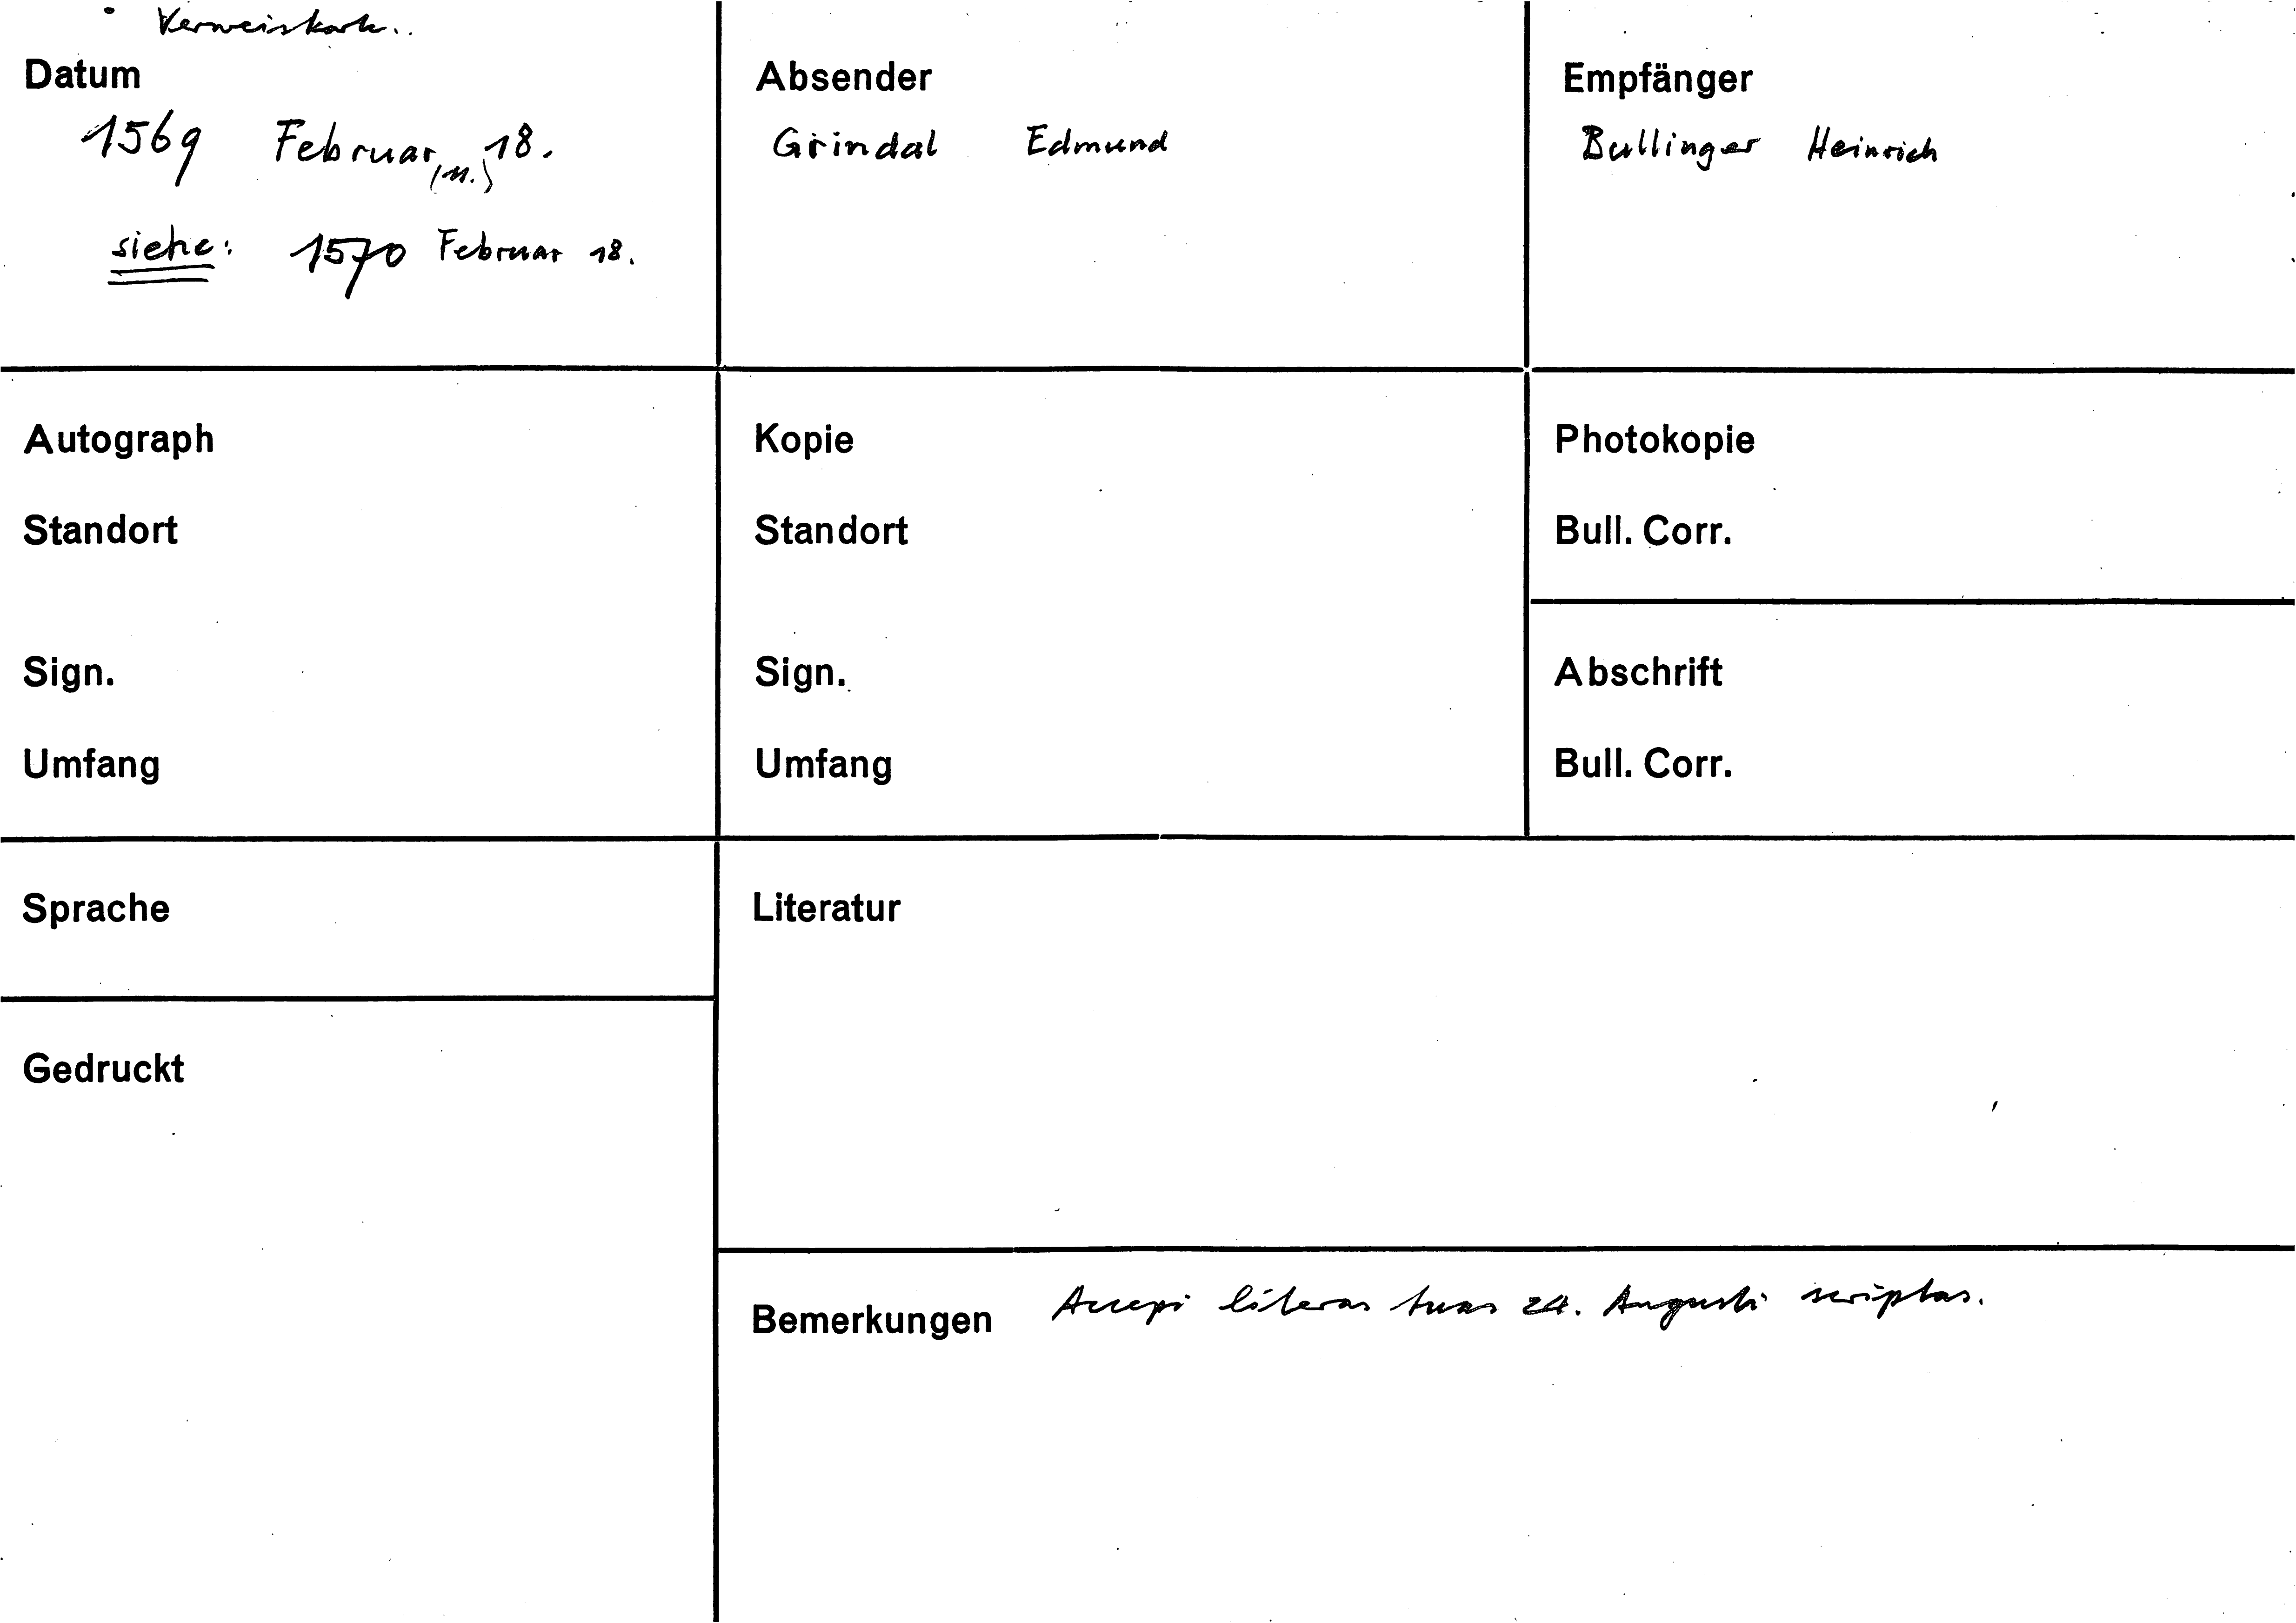 Verweiskarte..
Datum
1569 Februar (11.) 18.
siehe: 1570 Februar 18.
Absender
Grindal Edmund
Empfänger
Bullinger Heinrich
Autograph
Standort
Sign.
Umfang
Kopie
Standort
Sign.
Umfang
Photokopie
Bull. Corr.
Abschrift
Bull. Corr.
Sprache
Gedruckt
Literatur
Bemerkungen Accepi literas tuas 24. Augusti scriptas.